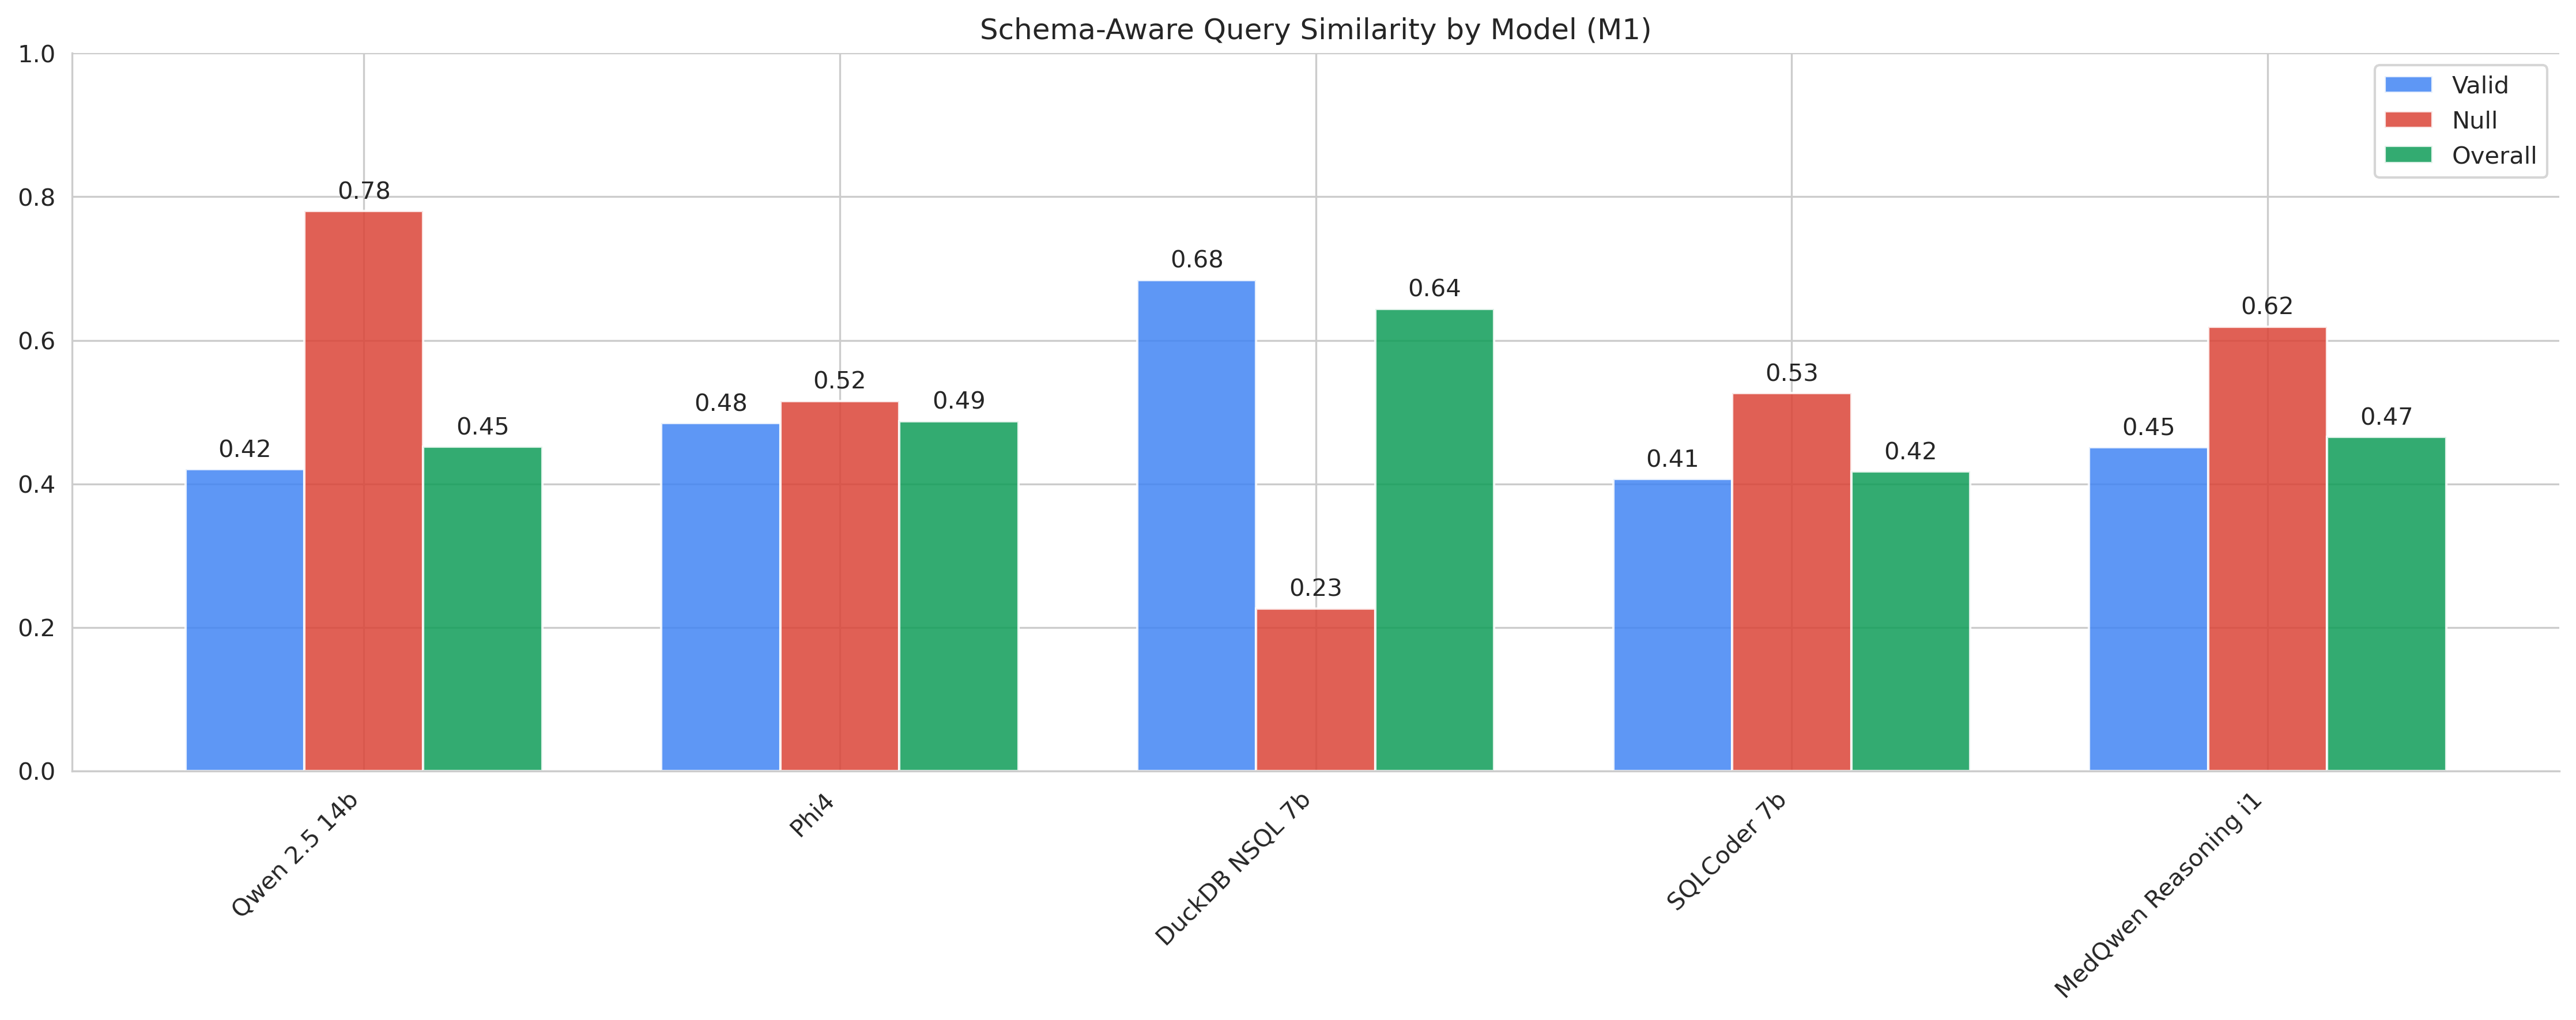 Schema-Aware Query Similarity by Model (M1)
1.0
0.8
0.6
0.4
0.2
0.0
Valid
Null
Overall
0.42
0.78
0.45
0.48
0.52
0.49
0.68
0.23
0.64
0.41
0.53
0.42
0.45
0.62
0.47
Qwen 2.5 14b
Phi4
DuckDB NSQL 7b
SQLCoder 7b
MedQwen Reasoning i1